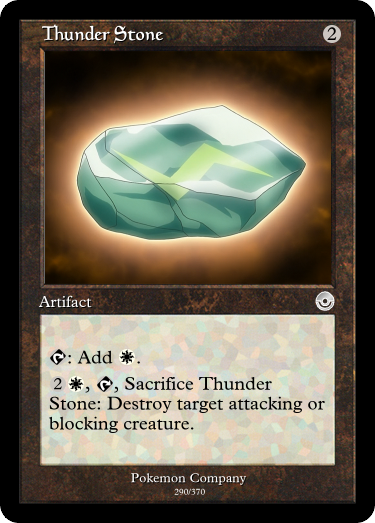 Thunder Stone 2
Artifact
: Add .
2 , , Sacrifice Thunder
Stone: Destroy target attacking or
blocking creature.
Pokemon Company
290/370